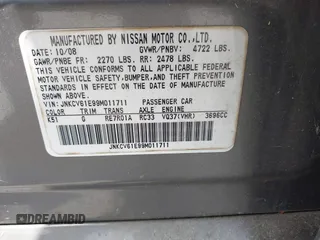 MANUFACTURED BY NISSAN MOTOR CO.,LTD.
DATE: 10/08 GVWR/PNBV: 4722 LBS.
GAWR/PNBE FR: 2270 LBS. RR: 2478 LBS.
THIS VEHICLE CONFORMS TO ALL APPLICABLE FEDERAL
MOTOR VEHICLE SAFETY, BUMPER, AND THEFT PREVENTION
STANDARDS IN EFFECT ON THE DATE OF MANUFACTURE
SHOWN ABOVE.
VIN: JNKCV61E99M011711 PASSENGER CAR
COLOR TRIM TRANS AXLE ENGINE
K51 G RE7R01A RC33 VQ37(VHR) 3696CC
JNKCV61E99M011711
DREAMBID